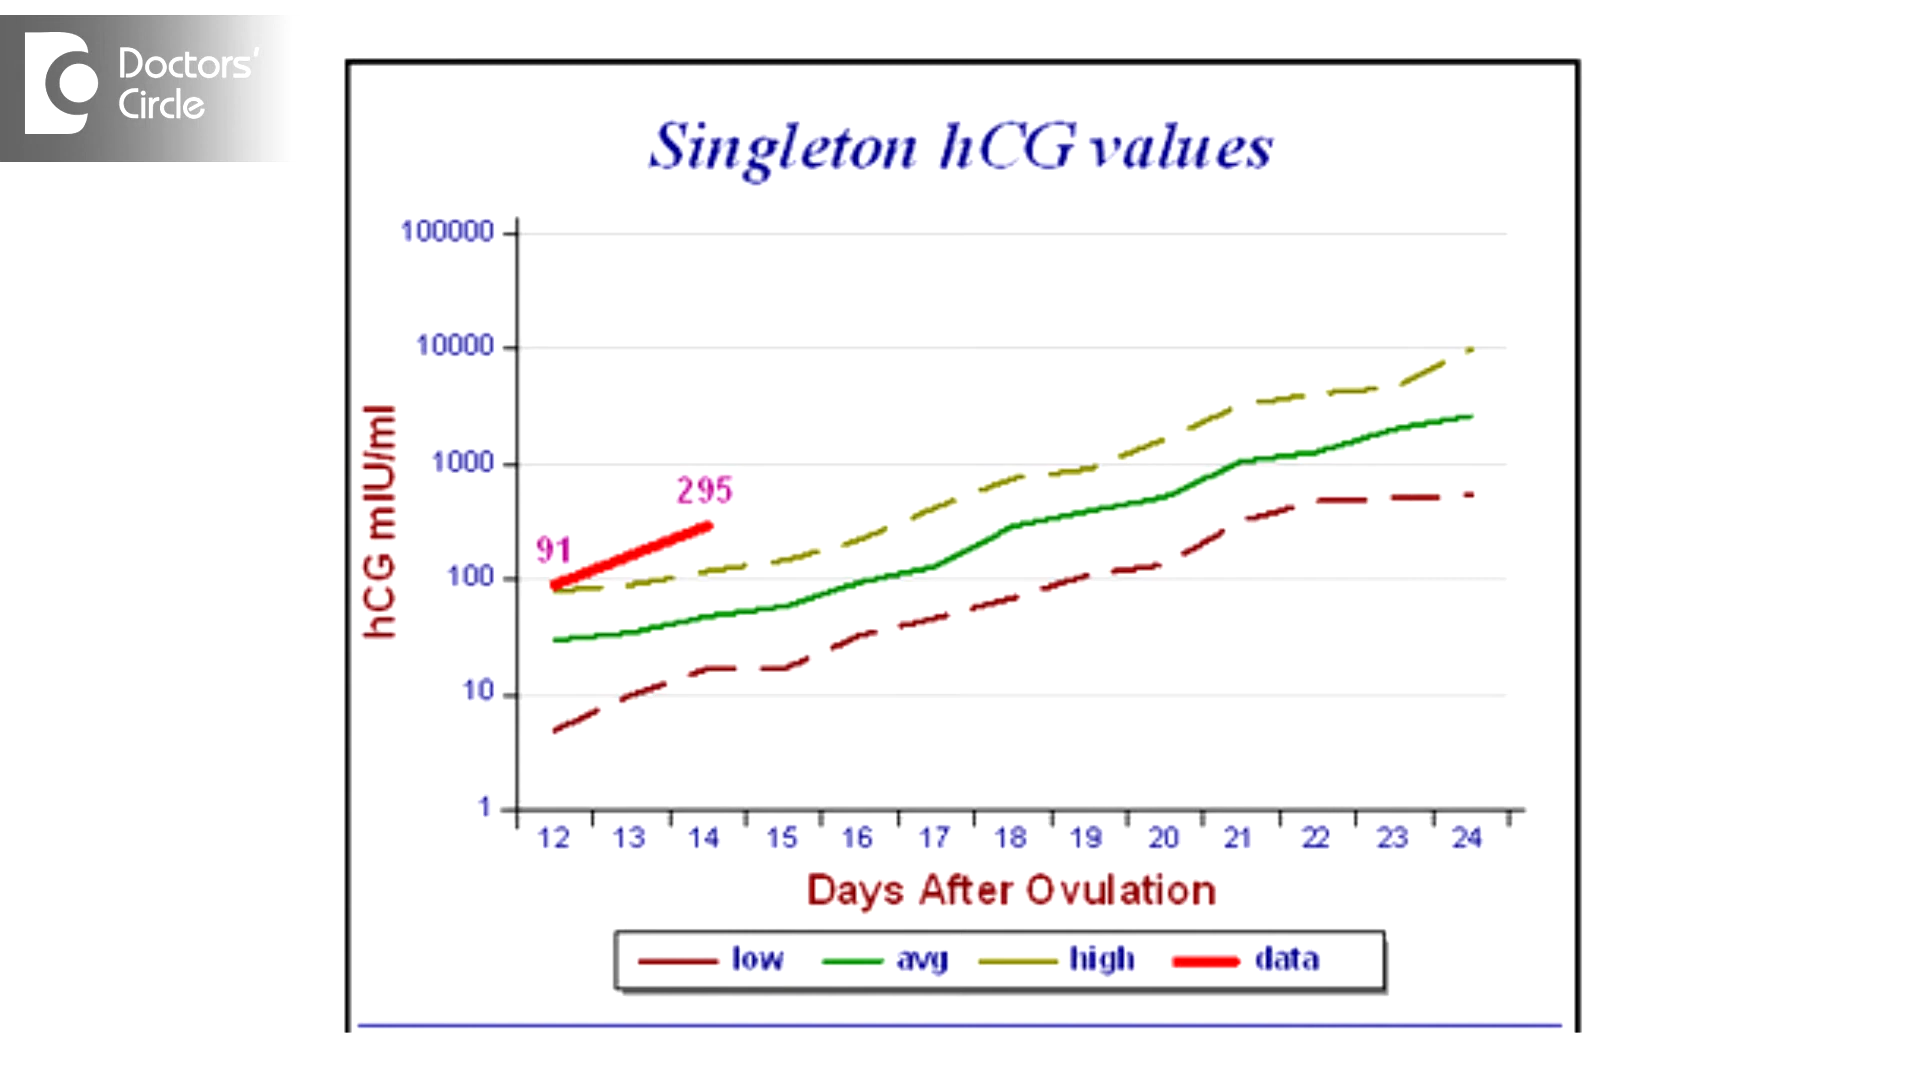 Doctors'
Circle
Singleton hCG values
100000
10000
1000
100
10
1
hCG mIU/ml
91
295
12 13 14 15 16 17 18 19 20 21 22 23 24
Days After Ovulation
low avg high data